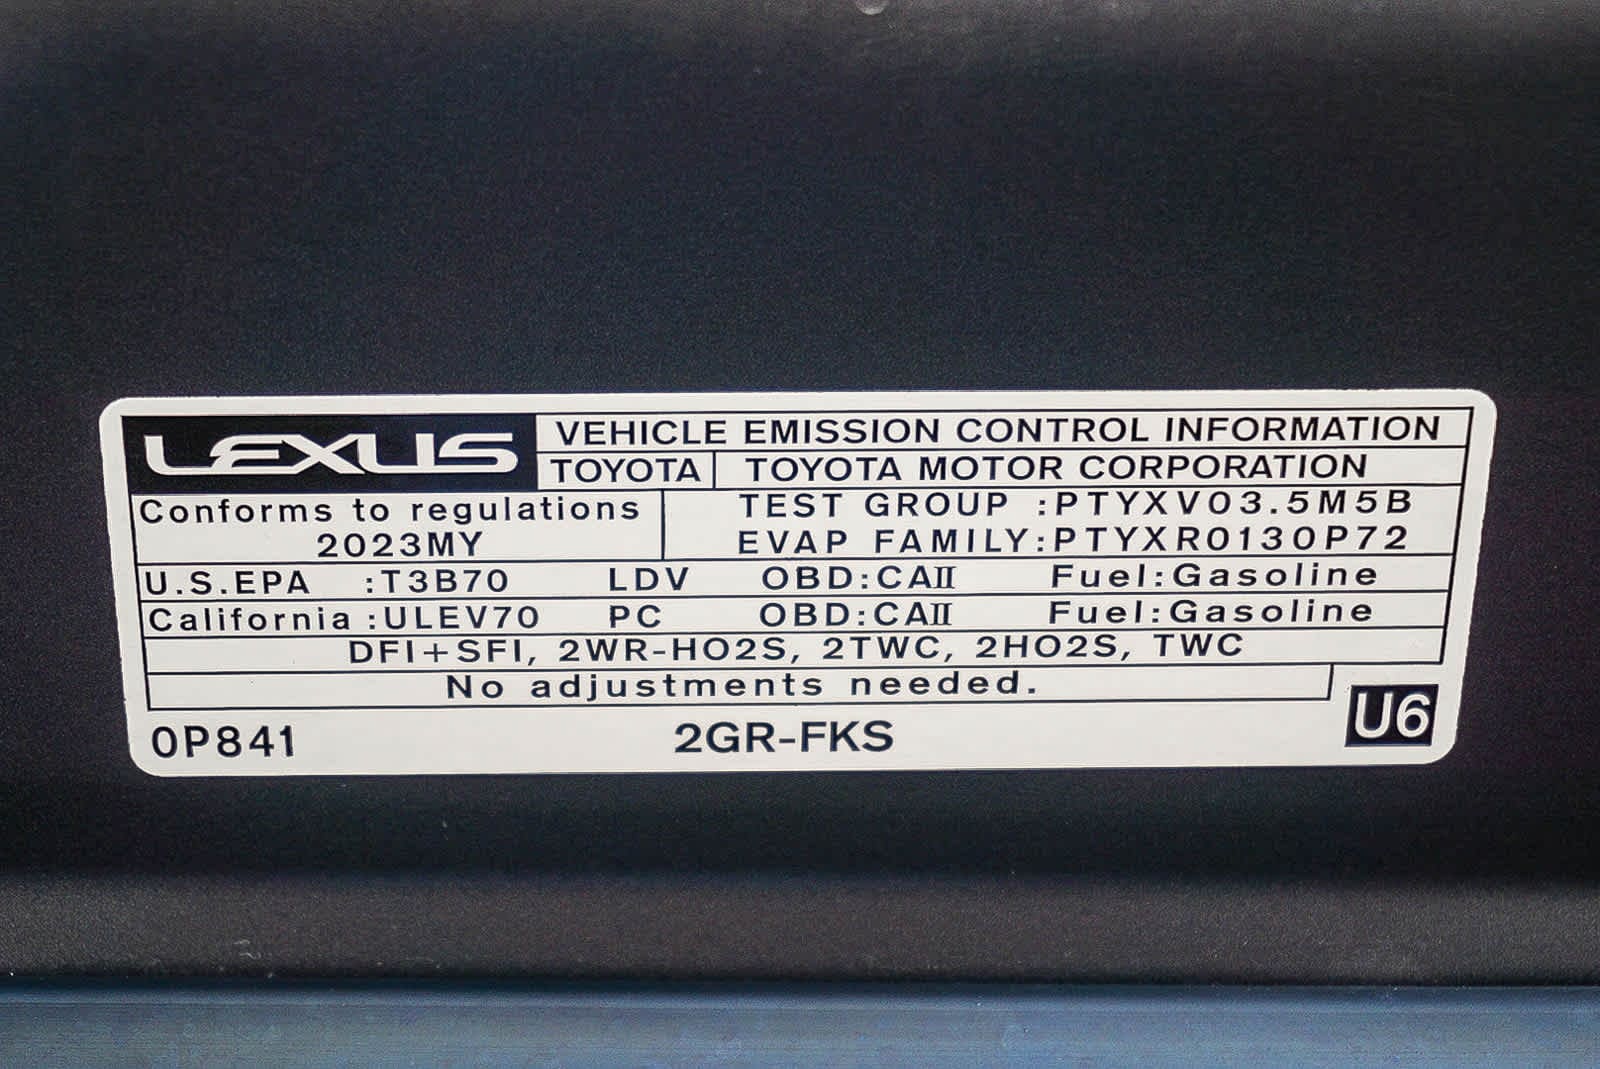 LEXUS
VEHICLE EMISSION CONTROL INFORMATION
TOYOTA TOYOTA MOTOR CORPORATION
Conforms to regulations
2023MY
TEST GROUP :PTYXV03.5M5B
EVAP FAMILY:PTYXR0130P72
U.S.EPA :T3B70 LDV OBD:CAII Fuel:Gasoline
California :ULEV70 PC OBD:CAII Fuel:Gasoline
DFI+SFI, 2WR-HO2S, 2TWC, 2HO2S, TWC
No adjustments needed.
0P841 2GR-FKS U6